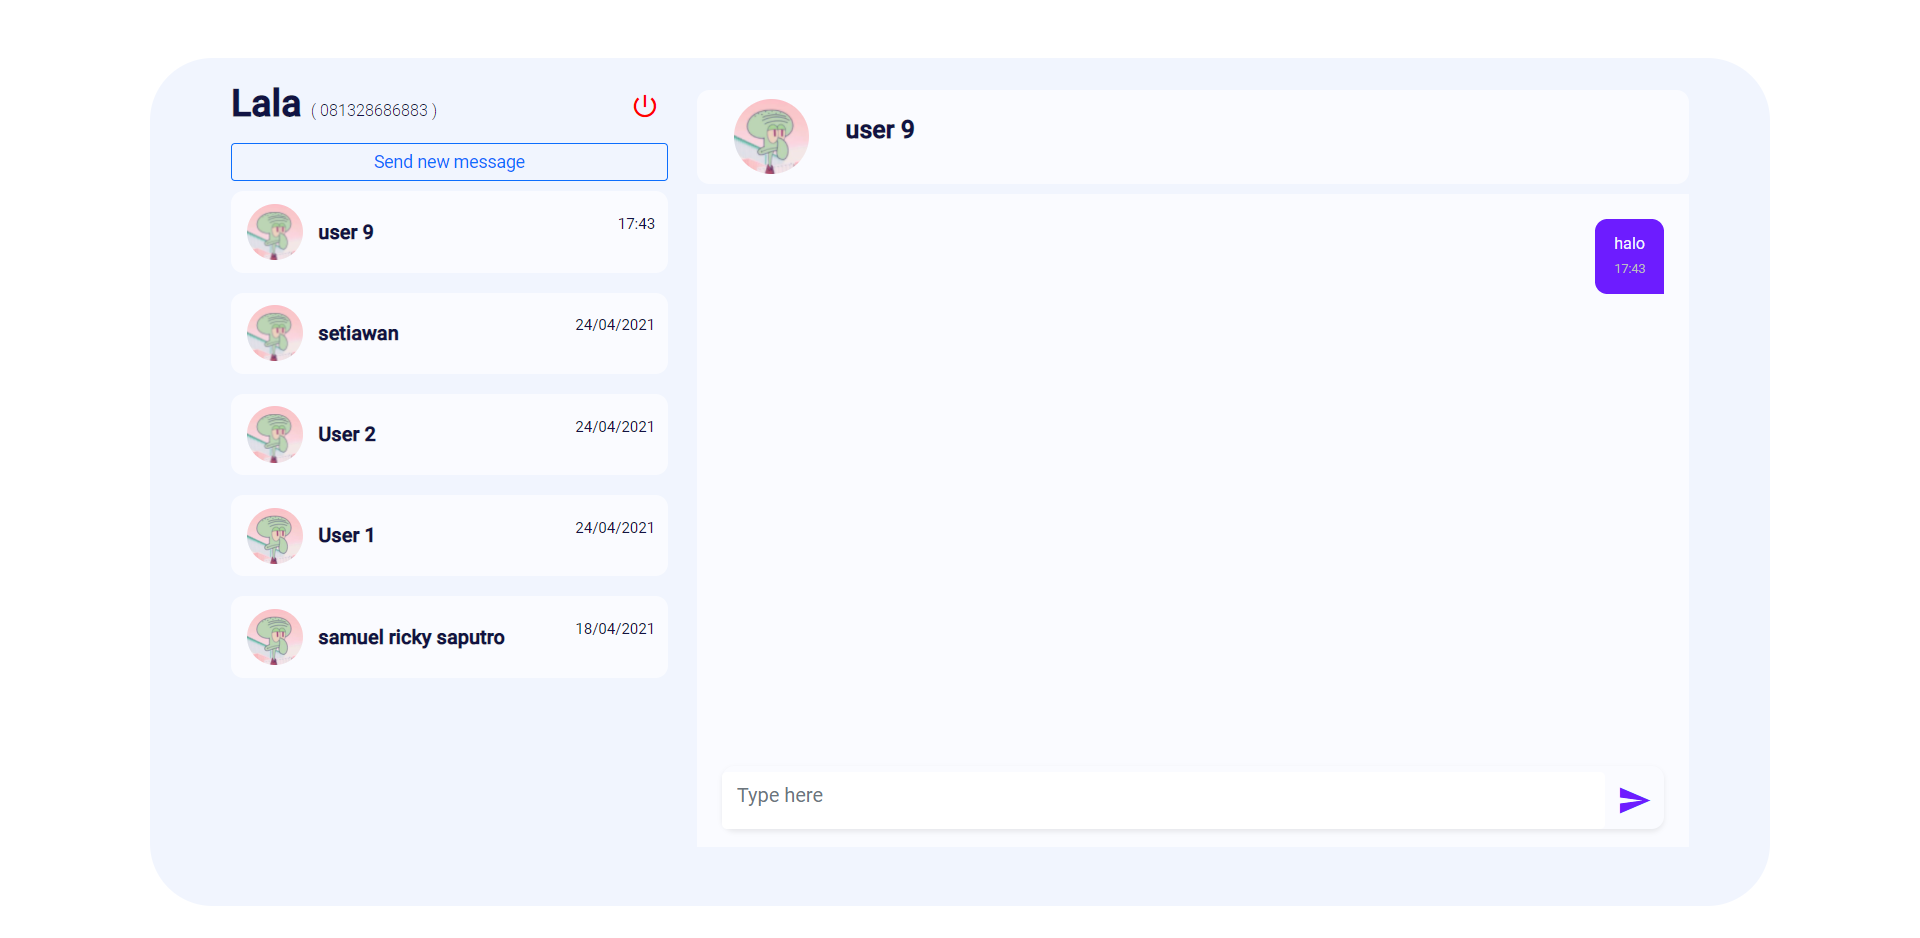 Lala ( 081328686883 )
Send new message
user 9 17:43
setiawan 24/04/2021
User 2 24/04/2021
User 1 24/04/2021
samuel ricky saputro 18/04/2021
user 9
halo
17:43
Type here